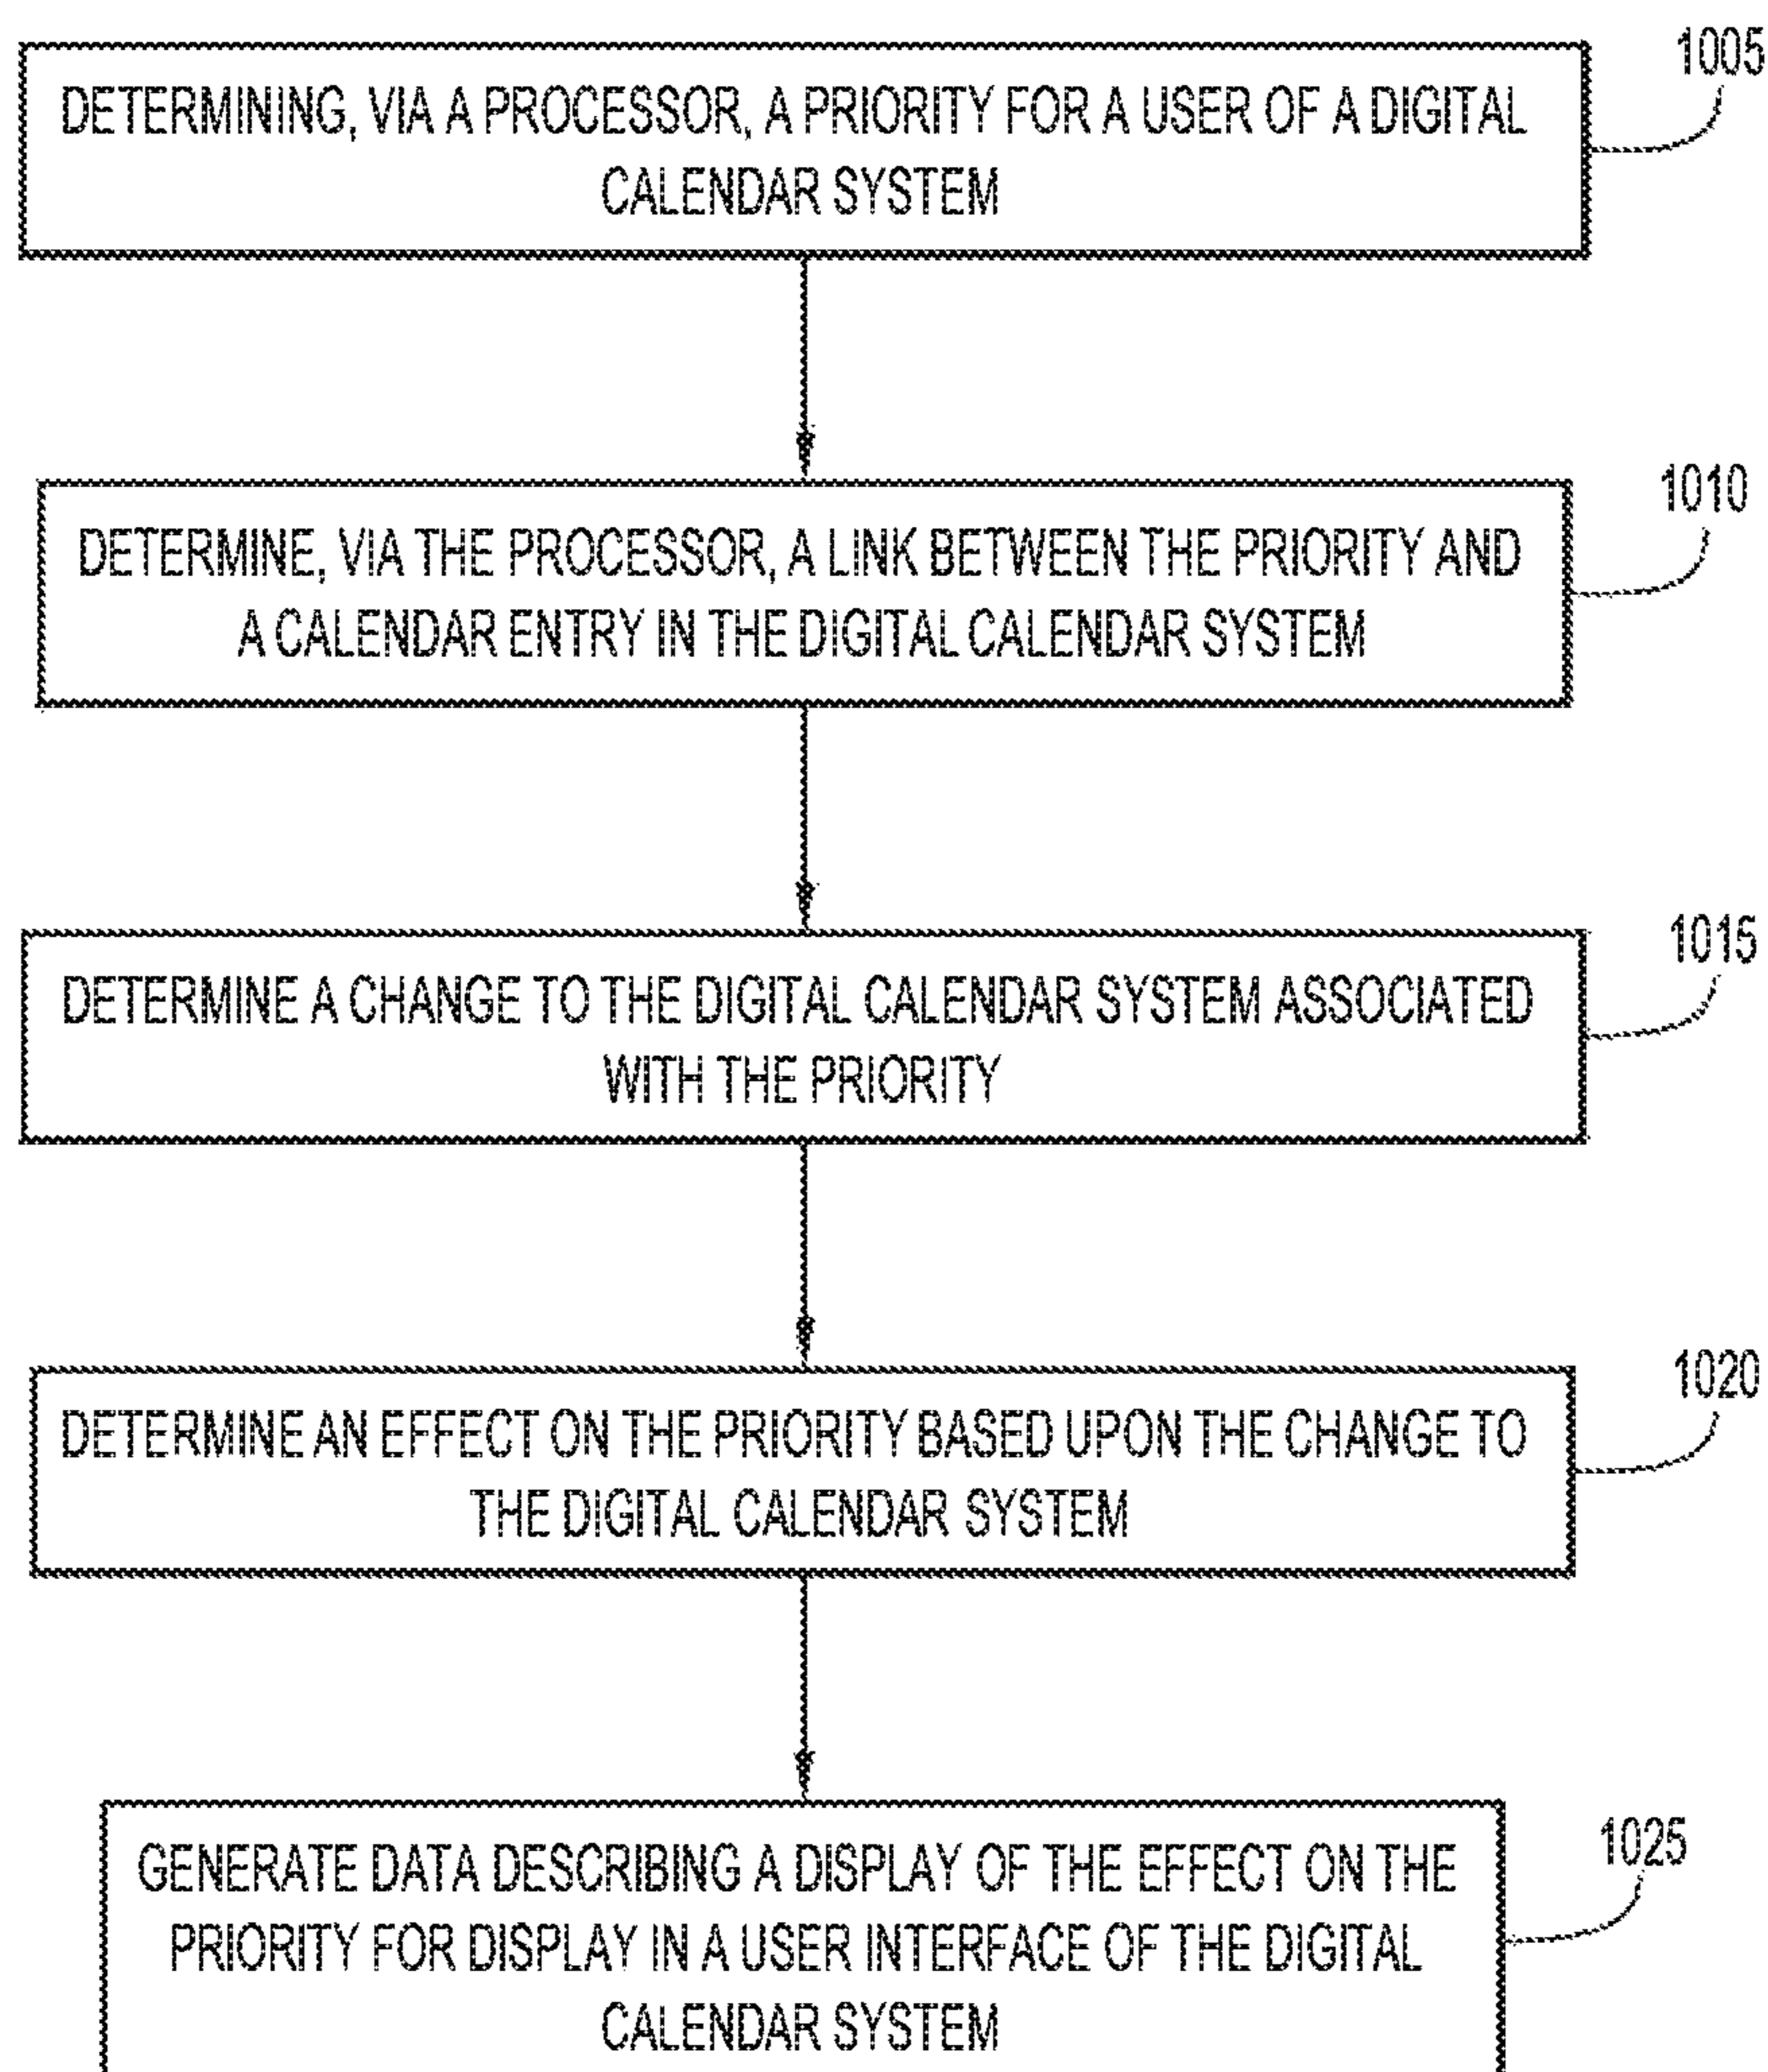 1005
DETERMINING, VIA A PROCESSOR, A PRIORITY FOR A USER OF A DIGITAL
CALENDAR SYSTEM
1010
DETERMINE, VIA THE PROCESSOR, A LINK BETWEEN THE PRIORITY AND
A CALENDAR ENTRY IN THE DIGITAL CALENDAR SYSTEM
1015
DETERMINE A CHANGE TO THE DIGITAL CALENDAR SYSTEM ASSOCIATED
WITH THE PRIORITY
1020
DETERMINE AN EFFECT ON THE PRIORITY BASED UPON THE CHANGE TO
THE DIGITAL CALENDAR SYSTEM
1025
GENERATE DATA DESCRIBING A DISPLAY OF THE EFFECT ON THE
PRIORITY FOR DISPLAY IN A USER INTERFACE OF THE DIGITAL
CALENDAR SYSTEM